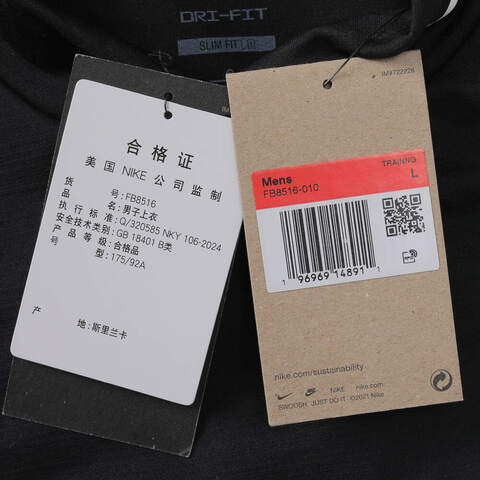 DRI-FIT
SLIM FIT
IM#722228
合格证
美国 NIKE 公司监制
货号: FB8516
品名: 男子上衣
执行标准: Q/320585 NKY 106-2024
安全技术类别: GB 18401 B类
产品等级: 合格品
号型: 175/92A
产地: 斯里兰卡
TRAINING
Mens L
FB8516-010
1 96969 14891
nike.com/sustainability
NIKE nike.com
SWOOSH JUST DO IT ©2021 Nike